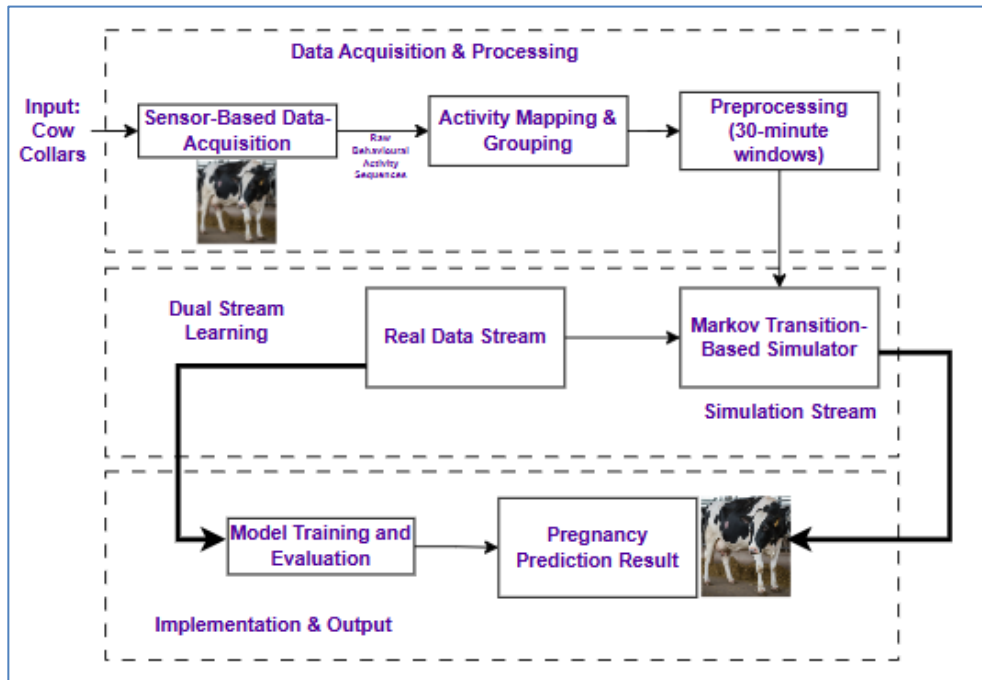 Data Acquisition & Processing
Input:
Cow
Collars
Sensor-Based Data-
Acquisition
Raw
Behavioural
Activity
Sequences
Activity Mapping &
Grouping
Preprocessing
(30-minute
windows)
Dual Stream
Learning
Real Data Stream
Markov Transition-
Based Simulator
Simulation Stream
Model Training and
Evaluation
Pregnancy
Prediction Result
Implementation & Output